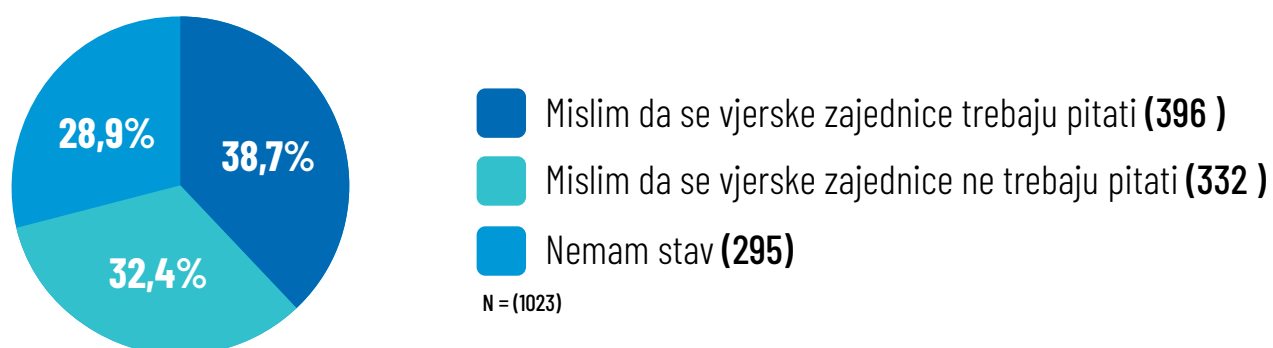 28,9%
38,7%
32,4%
Mislim da se vjerske zajednice trebaju pitati (396 )
Mislim da se vjerske zajednice ne trebaju pitati (332 )
Nemam stav (295)
N = (1023)